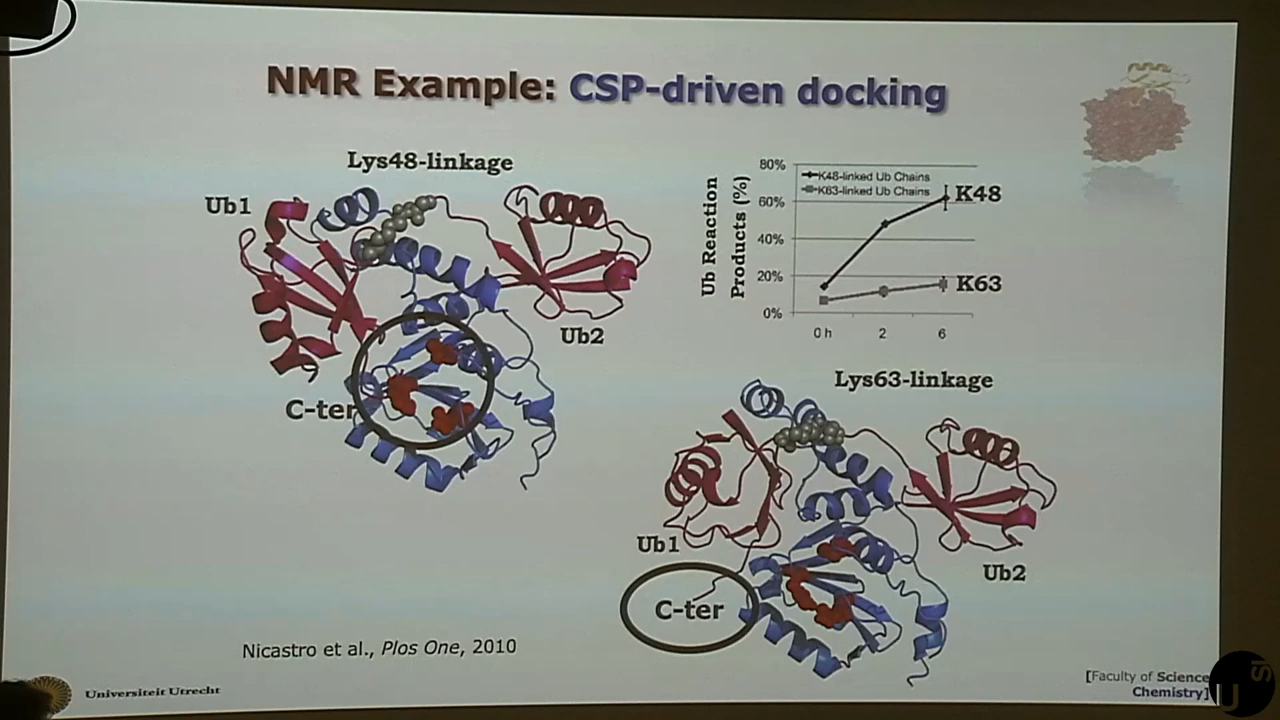 NMR Example: CSP-driven docking
Lys48-linkage
Ub1
Ub2
C-ter
Ub Reaction
Products (%)
80%
60%
40%
20%
0%
K48-linked Ub Chains
K63-linked Ub Chains
K48
K63
0 h 2 6
Lys63-linkage
Ub1
Ub2
C-ter
Nicastro et al., Plos One, 2010
Universiteit Utrecht
[Faculty of Science
Chemistry]
U
SI